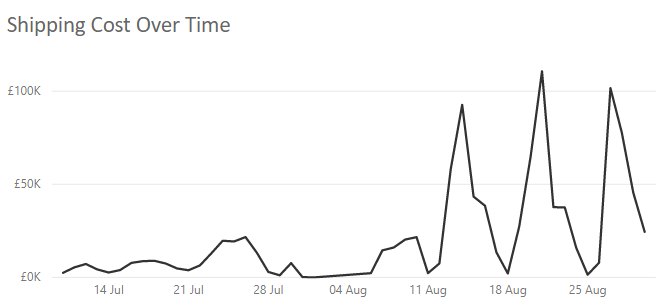 Shipping Cost Over Time
£100K
£50K
£0K
14 Jul 21 Jul 28 Jul 04 Aug 11 Aug 18 Aug 25 Aug